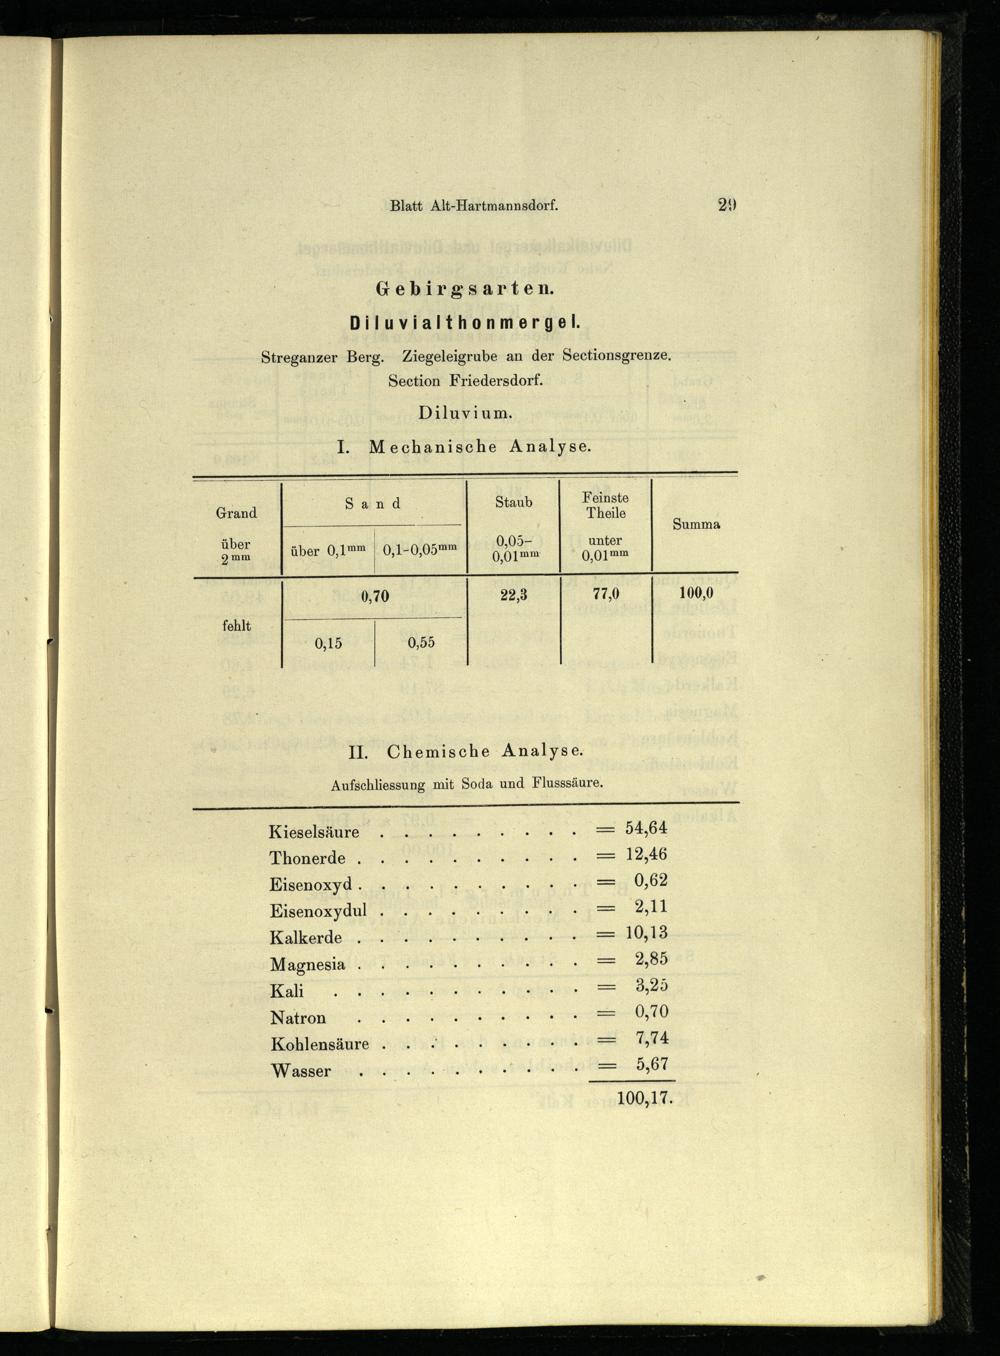 Blatt Alt-Hartmannsdorf. 29
Gebirgsarten.
Diluvialthonmergel.
Streganzer Berg. Ziegeleigrube an der Sectionsgrenze.
Section Friedersdorf.
Diluvium.
I. Mechanische Analyse.
Grand
über
2mm
Sand
über 0,1mm
0,1-0,05mm
Staub
0,05–
0,01mm
Feinste
Theile
unter
0,01mm
Summa
fehlt
0,70
0,15
0,55
22,3
77,0
100,0
II. Chemische Analyse.
Aufschliessung mit Soda und Flusssäure.
Kieselsäure . . . . . . . . . = 54,64
Thonerde . . . . . . . . . . = 12,46
Eisenoxyd . . . . . . . . . . = 0,62
Eisenoxydul . . . . . . . . . = 2,11
Kalkerde . . . . . . . . . . = 10,13
Magnesia . . . . . . . . . . = 2,85
Kali . . . . . . . . . . . = 3,25
Natron . . . . . . . . . . = 0,70
Kohlensäure . . . . . . . . . = 7,74
Wasser . . . . . . . . . . = 5,67
100,17.